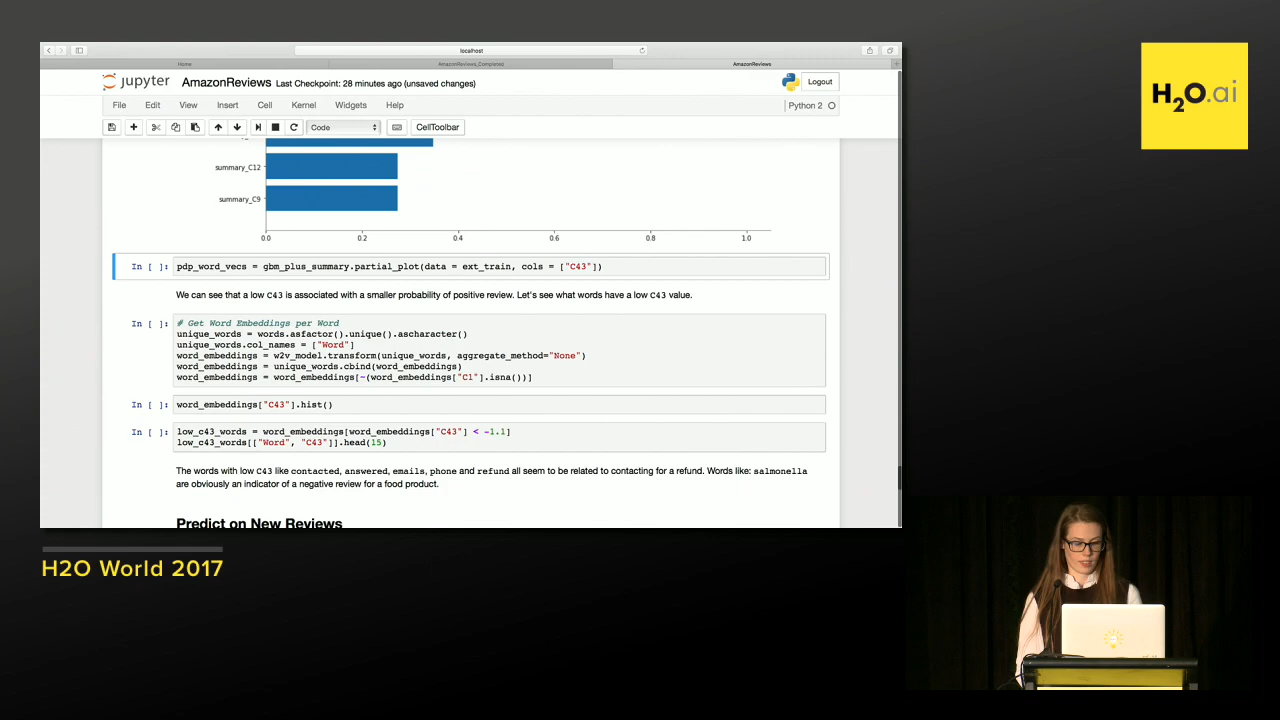 localhost
Home
AmazonReviews_Completed
AmazonReviews
jupyter AmazonReviews Last Checkpoint: 28 minutes ago (unsaved changes)
Logout
File Edit View Insert Cell Kernel Widgets Help
Python 2
Code
CellToolbar
summary_C12
summary_C9
0.0 0.2 0.4 0.6 0.8 1.0
In [ ]: pdp_word_vecs = gbm_plus_summary.partial_plot(data = ext_train, cols = ["C43"])
We can see that a low C43 is associated with a smaller probability of positive review. Let's see what words have a low C43 value.
In [ ]: # Get Word Embeddings per Word
unique_words = words.asfactor().unique().ascharacter()
unique_words.col_names = ["Word"]
word_embeddings = w2v_model.transform(unique_words, aggregate_method="None")
word_embeddings = unique_words.cbind(word_embeddings)
word_embeddings = word_embeddings[~(word_embeddings["C1"].isna())]
In [ ]: word_embeddings["C43"].hist()
In [ ]: low_c43_words = word_embeddings[word_embeddings["C43"] < -1.1]
low_c43_words[["Word", "C43"]].head(15)
The words with low C43 like contacted, answered, emails, phone and refund all seem to be related to contacting for a refund. Words like: salmonella
are obviously an indicator of a negative review for a food product.
Predict on New Reviews
H2O.ai
H2O World 2017